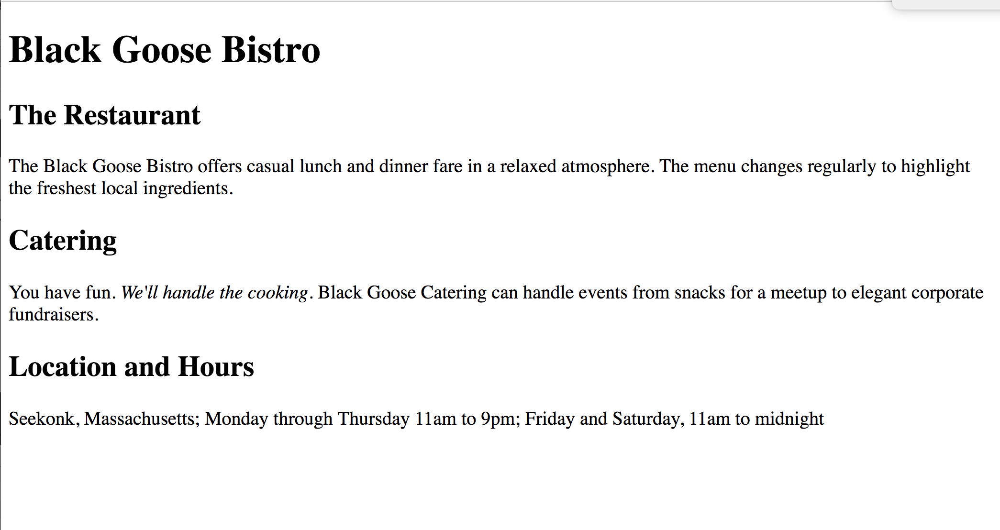 Black Goose Bistro
The Restaurant
The Black Goose Bistro offers casual lunch and dinner fare in a relaxed atmosphere. The menu changes regularly to highlight
the freshest local ingredients.
Catering
You have fun. We'll handle the cooking. Black Goose Catering can handle events from snacks for a meetup to elegant corporate
fundraisers.
Location and Hours
Seekonk, Massachusetts; Monday through Thursday 11am to 9pm; Friday and Saturday, 11am to midnight